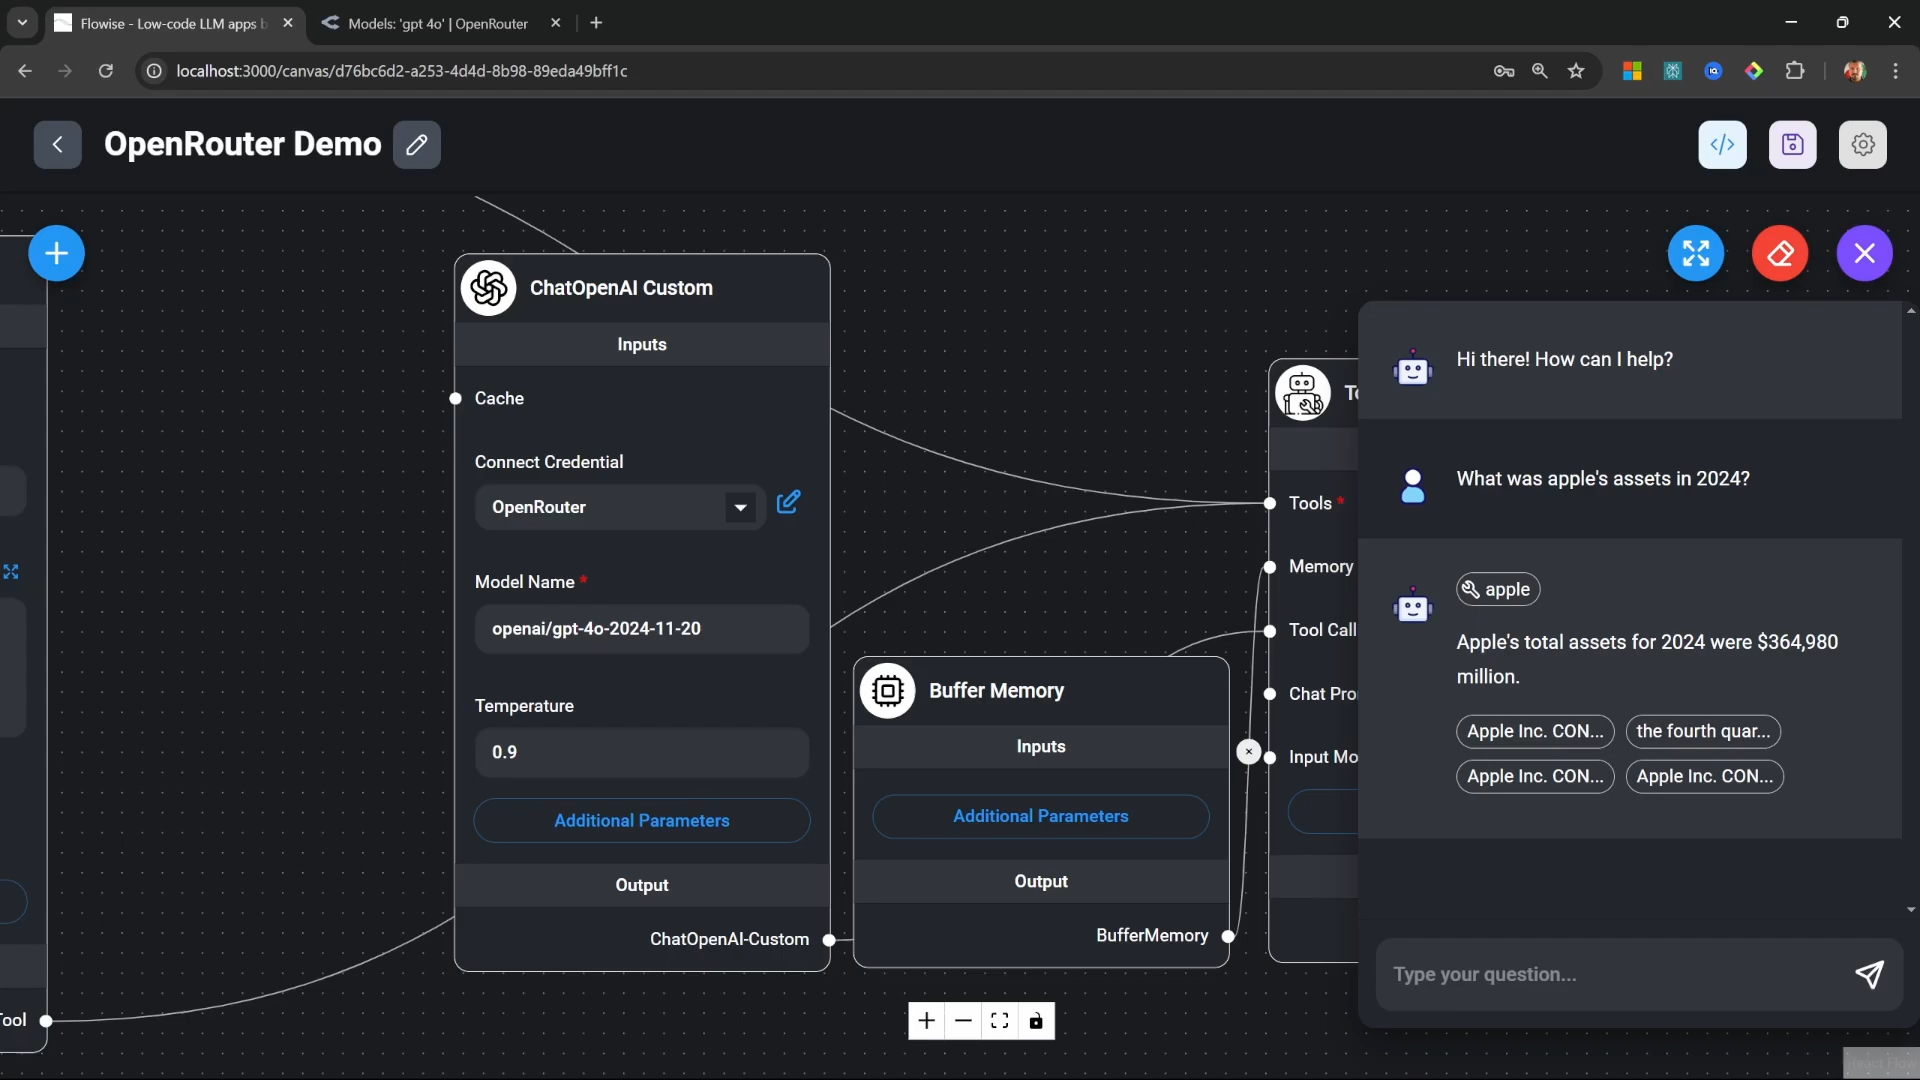 Flowise - Low-code LLM apps b
Models: 'gpt 4o' | OpenRouter
localhost:3000/canvas/d76bc6d2-a253-4d4d-8b98-89eda49bff1c
OpenRouter Demo
ChatOpenAI Custom
Inputs
Cache
Connect Credential
OpenRouter
Model Name *
openai/gpt-4o-2024-11-20
Temperature
0.9
Additional Parameters
Output
ChatOpenAI-Custom
Buffer Memory
Inputs
Additional Parameters
Output
BufferMemory
To
Tools *
Memory
Tool Call
Chat Pro
Input Mo
Tool
Hi there! How can I help?
What was apple's assets in 2024?
apple
Apple's total assets for 2024 were $364,980
million.
Apple Inc. CON... the fourth quar...
Apple Inc. CON... Apple Inc. CON...
Type your question...